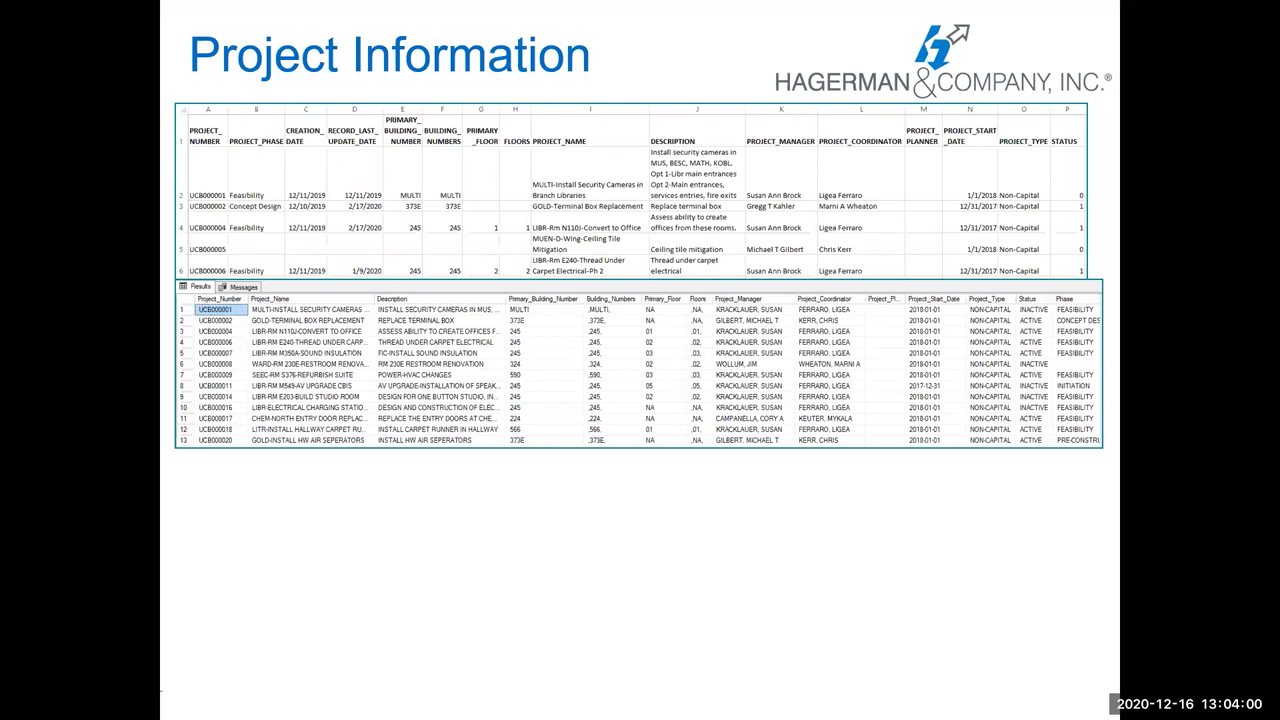 Project Information
HAGERMAN & COMPANY, INC.®
A B C D E F G H I J K L M N O P
1 PROJECT_NUMBER PROJECT_PHASE CREATION_DATE RECORD_LAST_UPDATE_DATE PRIMARY_BUILDING_NUMBER BUILDING_NUMBERS PRIMARY_FLOOR FLOORS PROJECT_NAME DESCRIPTION PROJECT_MANAGER PROJECT_COORDINATOR PROJECT_PLANNER PROJECT_START_DATE PROJECT_TYPE STATUS
2 UCB000001 Feasibility 12/11/2019 12/11/2019 MULTI MULTI MULTI-Install Security Cameras in Branch Libraries Install security cameras in MUS, BESC, MATH, KOBL. Opt 1-Libr main entrances Opt 2-Main entrances, services entries, fire exits Susan Ann Brock Ligea Ferraro 1/1/2018 Non-Capital 0
3 UCB000002 Concept Design 12/10/2019 2/17/2020 373E 373E GOLD-Terminal Box Replacement Replace terminal box Gregg T Kahler Marni A Wheaton 12/31/2017 Non-Capital 1
4 UCB000004 Feasibility 12/11/2019 2/17/2020 245 245 1 1 LIBR-Rm N110J-Convert to Office Assess ability to create offices from these rooms. Susan Ann Brock Ligea Ferraro 12/31/2017 Non-Capital 1
5 UCB000005 MUEN-D-Wing-Ceiling Tile Mitigation Ceiling tile mitigation Michael T Gilbert Chris Kerr 1/1/2018 Non-Capital 0
6 UCB000006 Feasibility 12/11/2019 1/9/2020 245 245 2 2 LIBR-Rm E240-Thread Under Carpet Electrical-Ph 2 Thread under carpet electrical Susan Ann Brock Ligea Ferraro 12/31/2017 Non-Capital 1
Results Messages
Project_Number Project_Name Description Primary_Building_Number Building_Numbers Primary_Floor Floors Project_Manager Project_Coordinator Project_Pl... Project_Start_Date Project_Type Status Phase
1 UCB000001 MULTI-INSTALL SECURITY CAMERAS ... INSTALL SECURITY CAMERAS IN MUS, ... MULTI ,MULTI, NA ,NA, KRACKLAUER, SUSAN FERRARO, LIGEA 2018-01-01 NON-CAPITAL INACTIVE FEASIBILITY
2 UCB000002 GOLD-TERMINAL BOX REPLACEMENT REPLACE TERMINAL BOX 373E ,373E, NA ,NA, GILBERT, MICHAEL T KERR, CHRIS 2018-01-01 NON-CAPITAL ACTIVE CONCEPT DES
3 UCB000004 LIBR-RM N110J-CONVERT TO OFFICE ASSESS ABILITY TO CREATE OFFICES F... 245 ,245, 01 ,01, KRACKLAUER, SUSAN FERRARO, LIGEA 2018-01-01 NON-CAPITAL ACTIVE FEASIBILITY
4 UCB000006 LIBR-RM E240-THREAD UNDER CARP... THREAD UNDER CARPET ELECTRICAL 245 ,245, 02 ,02, KRACKLAUER, SUSAN FERRARO, LIGEA 2018-01-01 NON-CAPITAL ACTIVE FEASIBILITY
5 UCB000007 LIBR-RM M350A-SOUND INSULATION FIC-INSTALL SOUND INSULATION 245 ,245, 03 ,03, KRACKLAUER, SUSAN FERRARO, LIGEA 2018-01-01 NON-CAPITAL ACTIVE FEASIBILITY
6 UCB000008 WARD-RM 230E-RESTROOM RENOVA... RM 230E RESTROOM RENOVATION 324 ,324, 02 ,02, WOLLUM, JIM WHEATON, MARNI A 2018-01-01 NON-CAPITAL INACTIVE
7 UCB000009 SEEC-RM S376-REFURBISH SUITE POWER-HVAC CHANGES 590 ,590, 03 ,03, KRACKLAUER, SUSAN FERRARO, LIGEA 2018-01-01 NON-CAPITAL ACTIVE FEASIBILITY
8 UCB000011 LIBR-RM M549-AV UPGRADE CBIS AV UPGRADE-INSTALLATION OF SPEAK... 245 ,245, 05 ,05, KRACKLAUER, SUSAN FERRARO, LIGEA 2017-12-31 NON-CAPITAL ACTIVE INITIATION
9 UCB000014 LIBR-RM E203-BUILD STUDIO ROOM DESIGN FOR ONE BUTTON STUDIO, IN... 245 ,245, 02 ,02, KRACKLAUER, SUSAN FERRARO, LIGEA 2018-01-01 NON-CAPITAL INACTIVE FEASIBILITY
10 UCB000016 LIBR-ELECTRICAL CHARGING STATIO... DESIGN AND CONSTRUCTION OF ELEC... 245 ,245, NA ,NA, KRACKLAUER, SUSAN FERRARO, LIGEA 2018-01-01 NON-CAPITAL INACTIVE FEASIBILITY
11 UCB000017 CHEM-NORTH ENTRY DOOR REPLAC... REPLACE THE ENTRY DOORS AT CHE... 224 ,224, NA ,NA, CAMPANELLA, CORY A KEUTER, MYKALA 2018-01-01 NON-CAPITAL ACTIVE FEASIBILITY
12 UCB000018 LITR-INSTALL HALLWAY CARPET RU... INSTALL CARPET RUNNER IN HALLWAY 566 ,566, 01 ,01, KRACKLAUER, SUSAN FERRARO, LIGEA 2018-01-01 NON-CAPITAL ACTIVE FEASIBILITY
13 UCB000020 GOLD-INSTALL HW AIR SEPERATORS INSTALL HW AIR SEPERATORS 373E ,373E, NA ,NA, GILBERT, MICHAEL T KERR, CHRIS 2018-01-01 NON-CAPITAL ACTIVE PRE-CONSTRU
2020-12-16 13:04:00